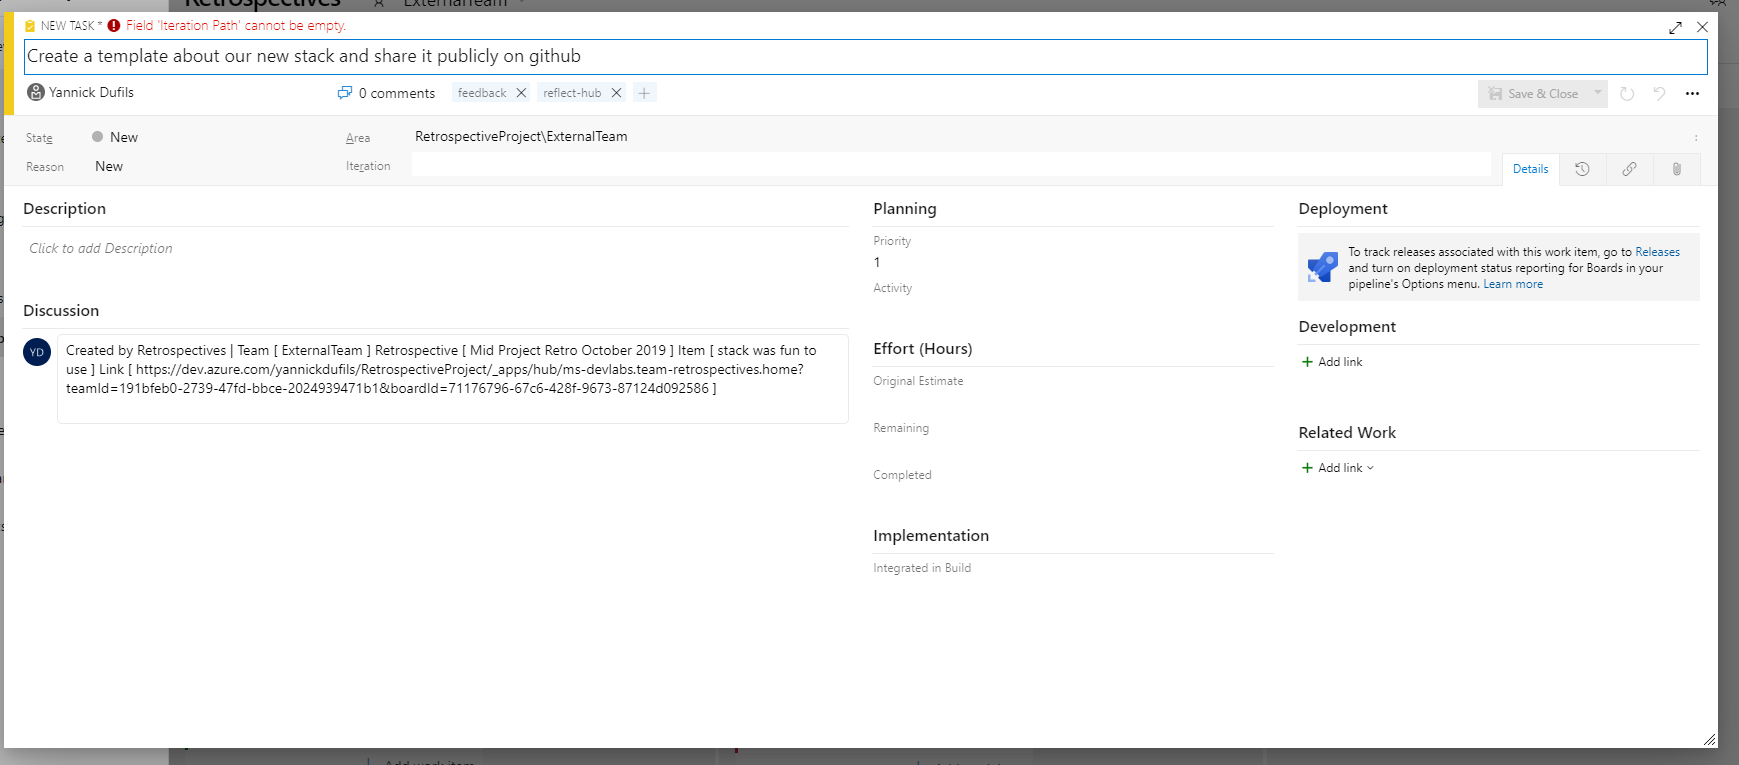 Retrospectives ExternalTeam
NEW TASK * Field 'Iteration Path' cannot be empty.
Create a template about our new stack and share it publicly on github
Yannick Dufils
0 comments
feedback
reflect-hub
Save & Close
State
New
Area
RetrospectiveProject\ExternalTeam
Reason
New
Iteration
Details
Description
Click to add Description
Discussion
YD
Created by Retrospectives | Team [ ExternalTeam ] Retrospective [ Mid Project Retro October 2019 ] Item [ stack was fun to
use ] Link [ https://dev.azure.com/yannickdufils/RetrospectiveProject/_apps/hub/ms-devlabs.team-retrospectives.home?
teamId=191bfeb0-2739-47fd-bbce-2024939471b1&boardId=71176796-67c6-428f-9673-87124d092586 ]
Planning
Priority
1
Activity
Effort (Hours)
Original Estimate
Remaining
Completed
Implementation
Integrated in Build
Deployment
To track releases associated with this work item, go to Releases
and turn on deployment status reporting for Boards in your
pipeline's Options menu. Learn more
Development
Add link
Related Work
Add link
Add work item